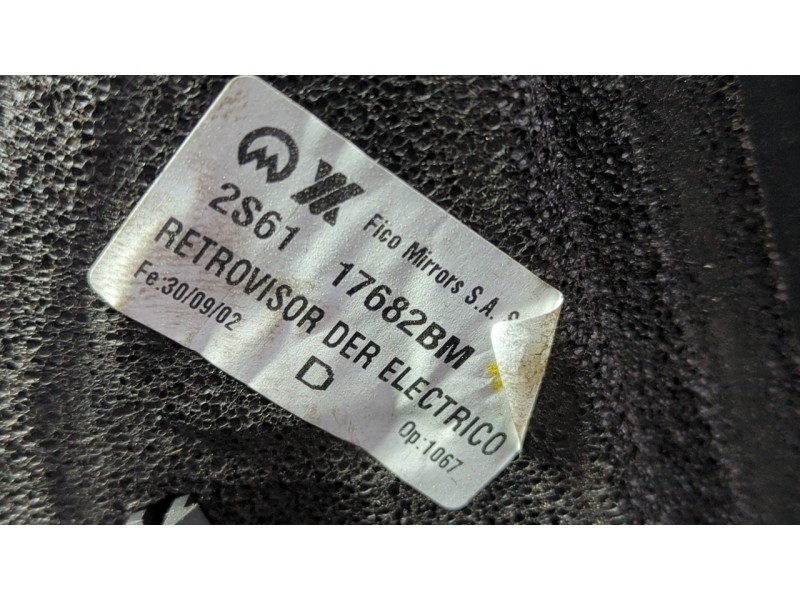 Fico Mirrors S.A.
2S61 17682BM
RETROVISOR DER ELECTRICO
Fe:30/09/02 D Op:1067